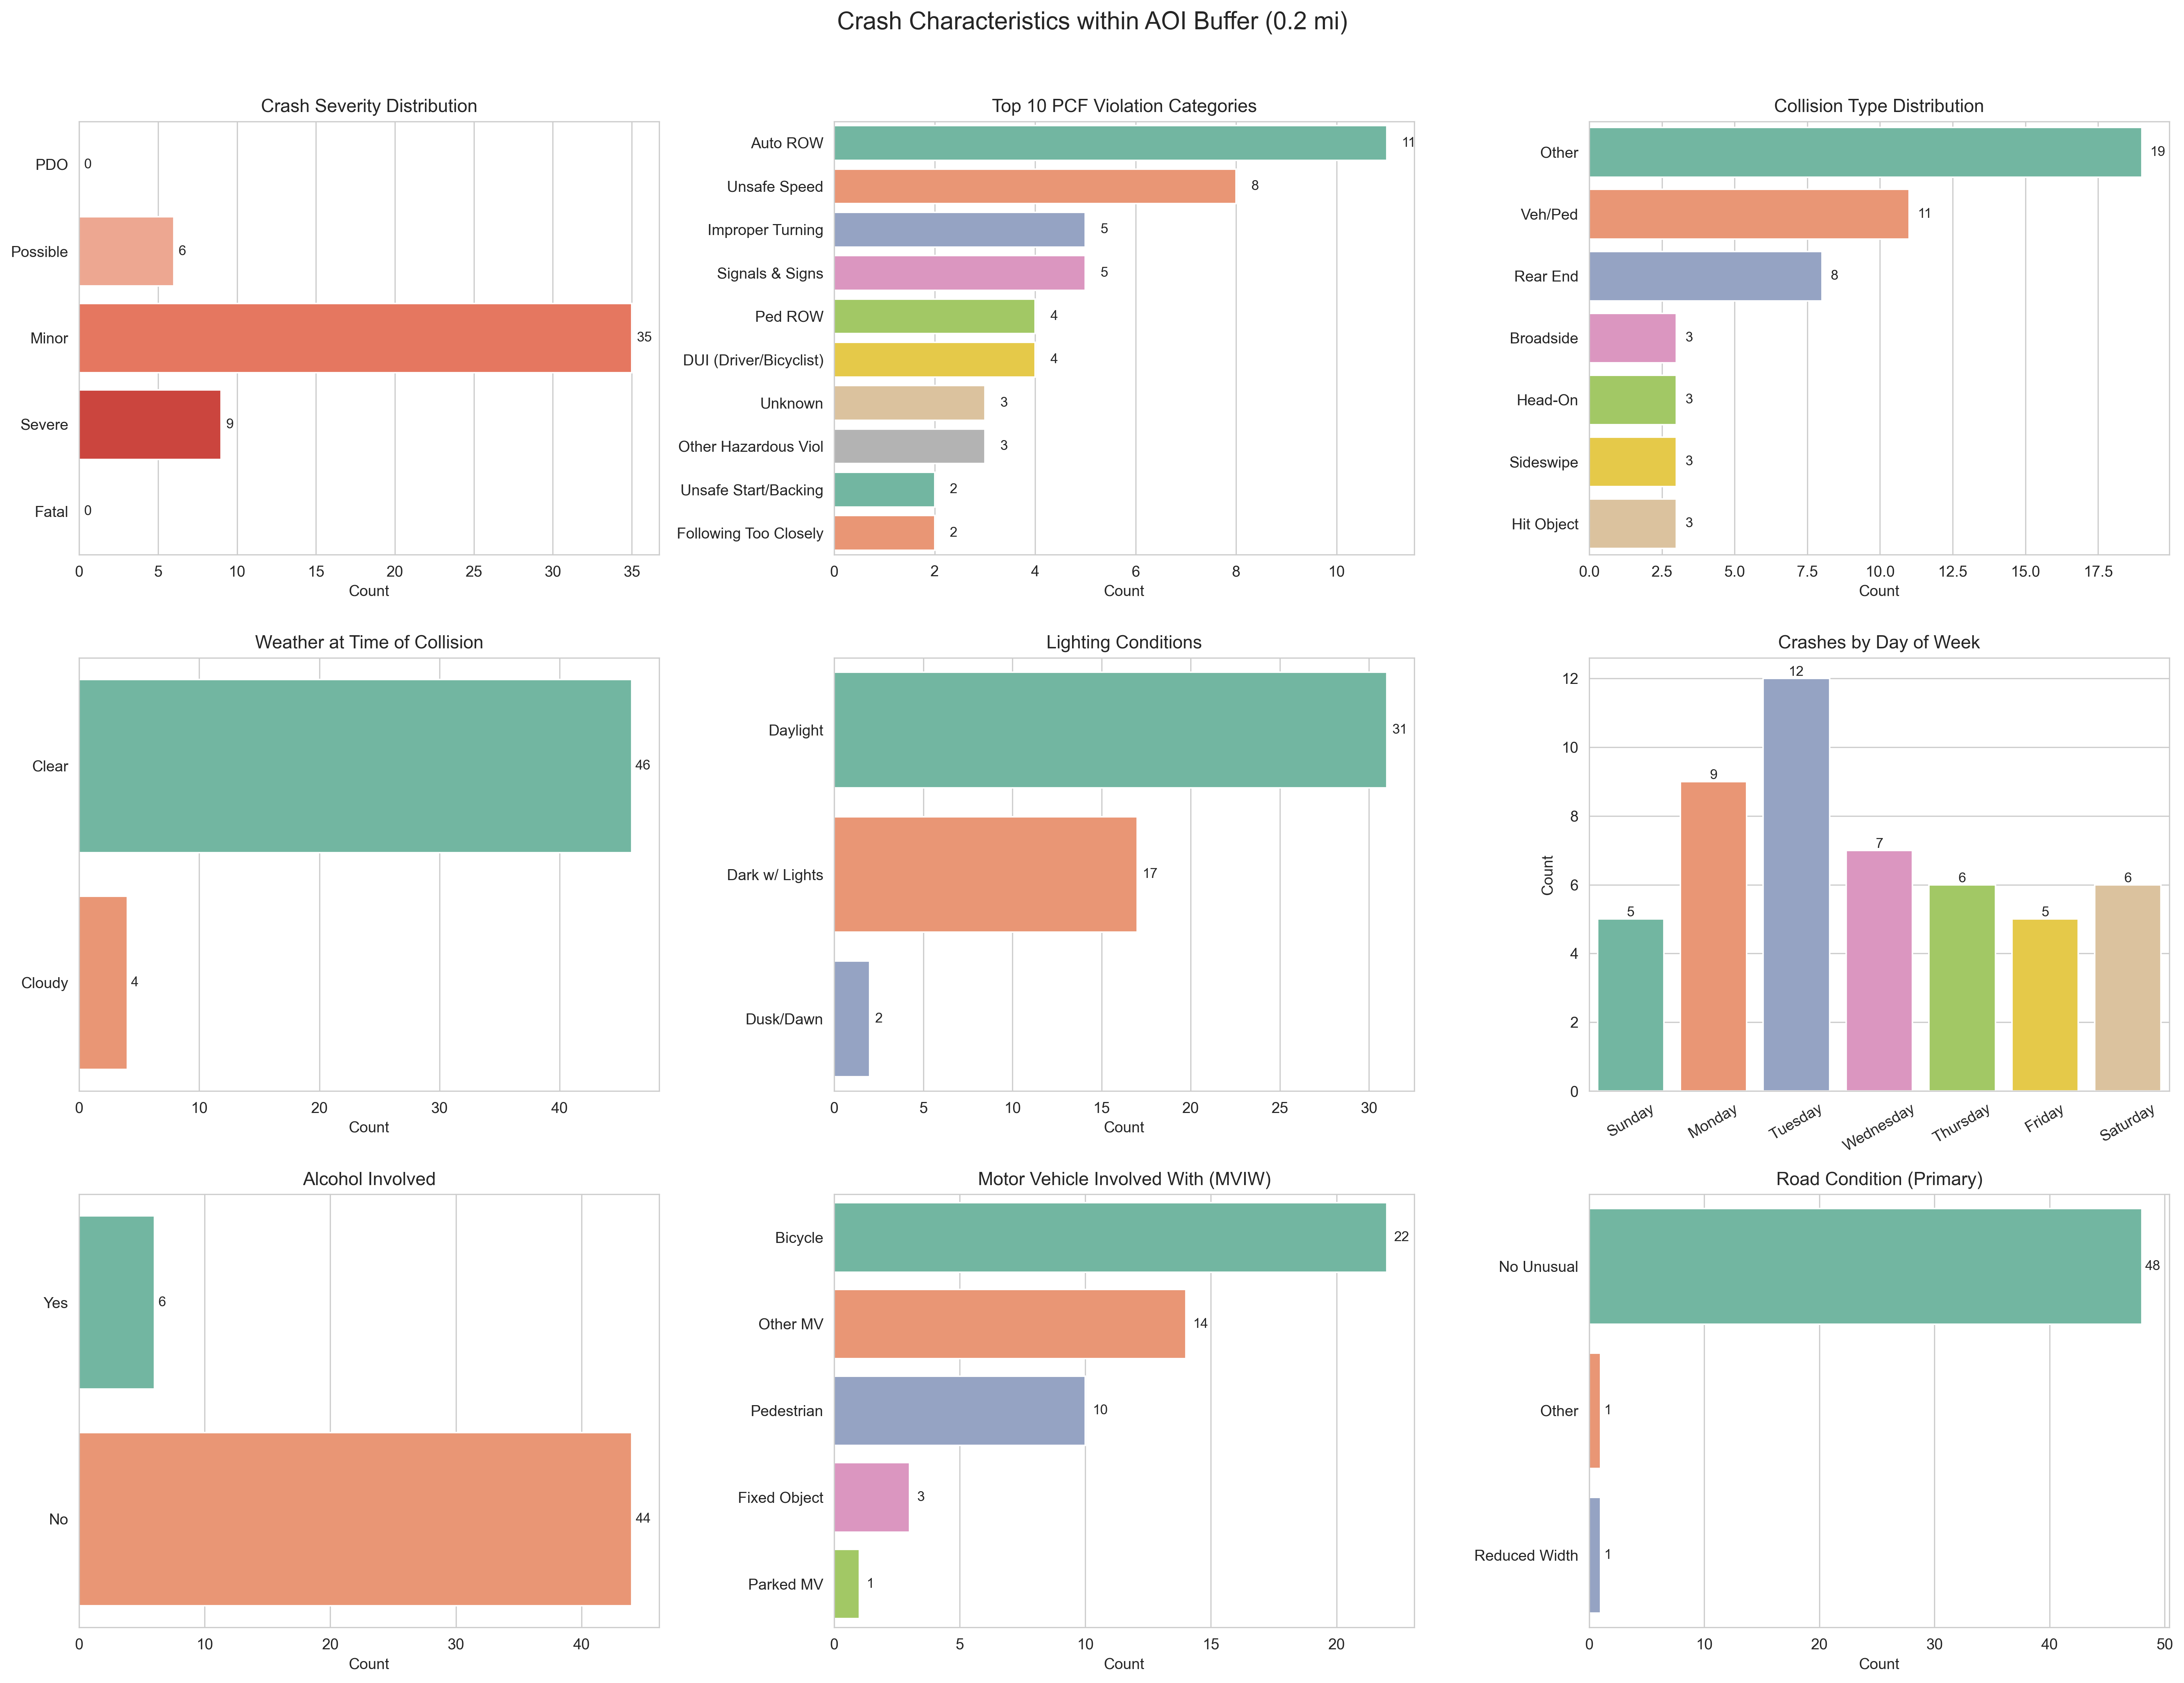 Crash Characteristics within AOI Buffer (0.2 mi)
Crash Severity Distribution
PDO
0
Possible
6
Minor
35
Severe
9
Fatal
0
0 5 10 15 20 25 30 35
Count
Top 10 PCF Violation Categories
Auto ROW
11
Unsafe Speed
8
Improper Turning
5
Signals & Signs
5
Ped ROW
4
DUI (Driver/Bicyclist)
4
Unknown
3
Other Hazardous Viol
3
Unsafe Start/Backing
2
Following Too Closely
2
0 2 4 6 8 10
Count
Collision Type Distribution
Other
19
Veh/Ped
11
Rear End
8
Broadside
3
Head-On
3
Sideswipe
3
Hit Object
3
0.0 2.5 5.0 7.5 10.0 12.5 15.0 17.5
Count
Weather at Time of Collision
Clear
46
Cloudy
4
0 10 20 30 40
Count
Lighting Conditions
Daylight
31
Dark w/ Lights
17
Dusk/Dawn
2
0 5 10 15 20 25 30
Count
Crashes by Day of Week
Count
12
10
8
6
4
2
0
5
9
12
7
6
5
6
Sunday Monday Tuesday Wednesday Thursday Friday Saturday
Alcohol Involved
Yes
6
No
44
0 10 20 30 40
Count
Motor Vehicle Involved With (MVIW)
Bicycle
22
Other MV
14
Pedestrian
10
Fixed Object
3
Parked MV
1
0 5 10 15 20
Count
Road Condition (Primary)
No Unusual
48
Other
1
Reduced Width
1
0 10 20 30 40 50
Count